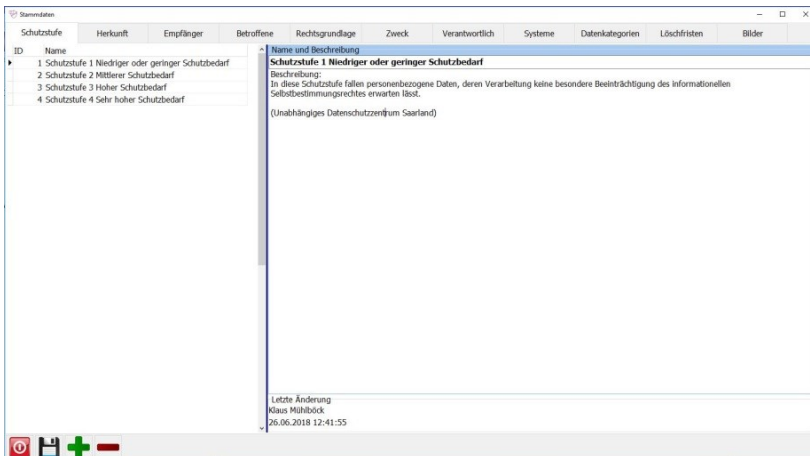 Stammdaten
Schutzstufe Herkunft Empfänger Betroffene Rechtsgrundlage Zweck Verantwortlich Systeme Datenkategorien Löschfristen Bilder
ID Name
1 Schutzstufe 1 Niedriger oder geringer Schutzbedarf
2 Schutzstufe 2 Mittlerer Schutzbedarf
3 Schutzstufe 3 Hoher Schutzbedarf
4 Schutzstufe 4 Sehr hoher Schutzbedarf
Name und Beschreibung
Schutzstufe 1 Niedriger oder geringer Schutzbedarf
Beschreibung:
In diese Schutzstufe fallen personenbezogene Daten, deren Verarbeitung keine besondere Beeinträchtigung des informationellen
Selbstbestimmungsrechtes erwarten lässt.
(Unabhängiges Datenschutzzentrum Saarland)
Letzte Änderung
Klaus Mühlböck
26.06.2018 12:41:55